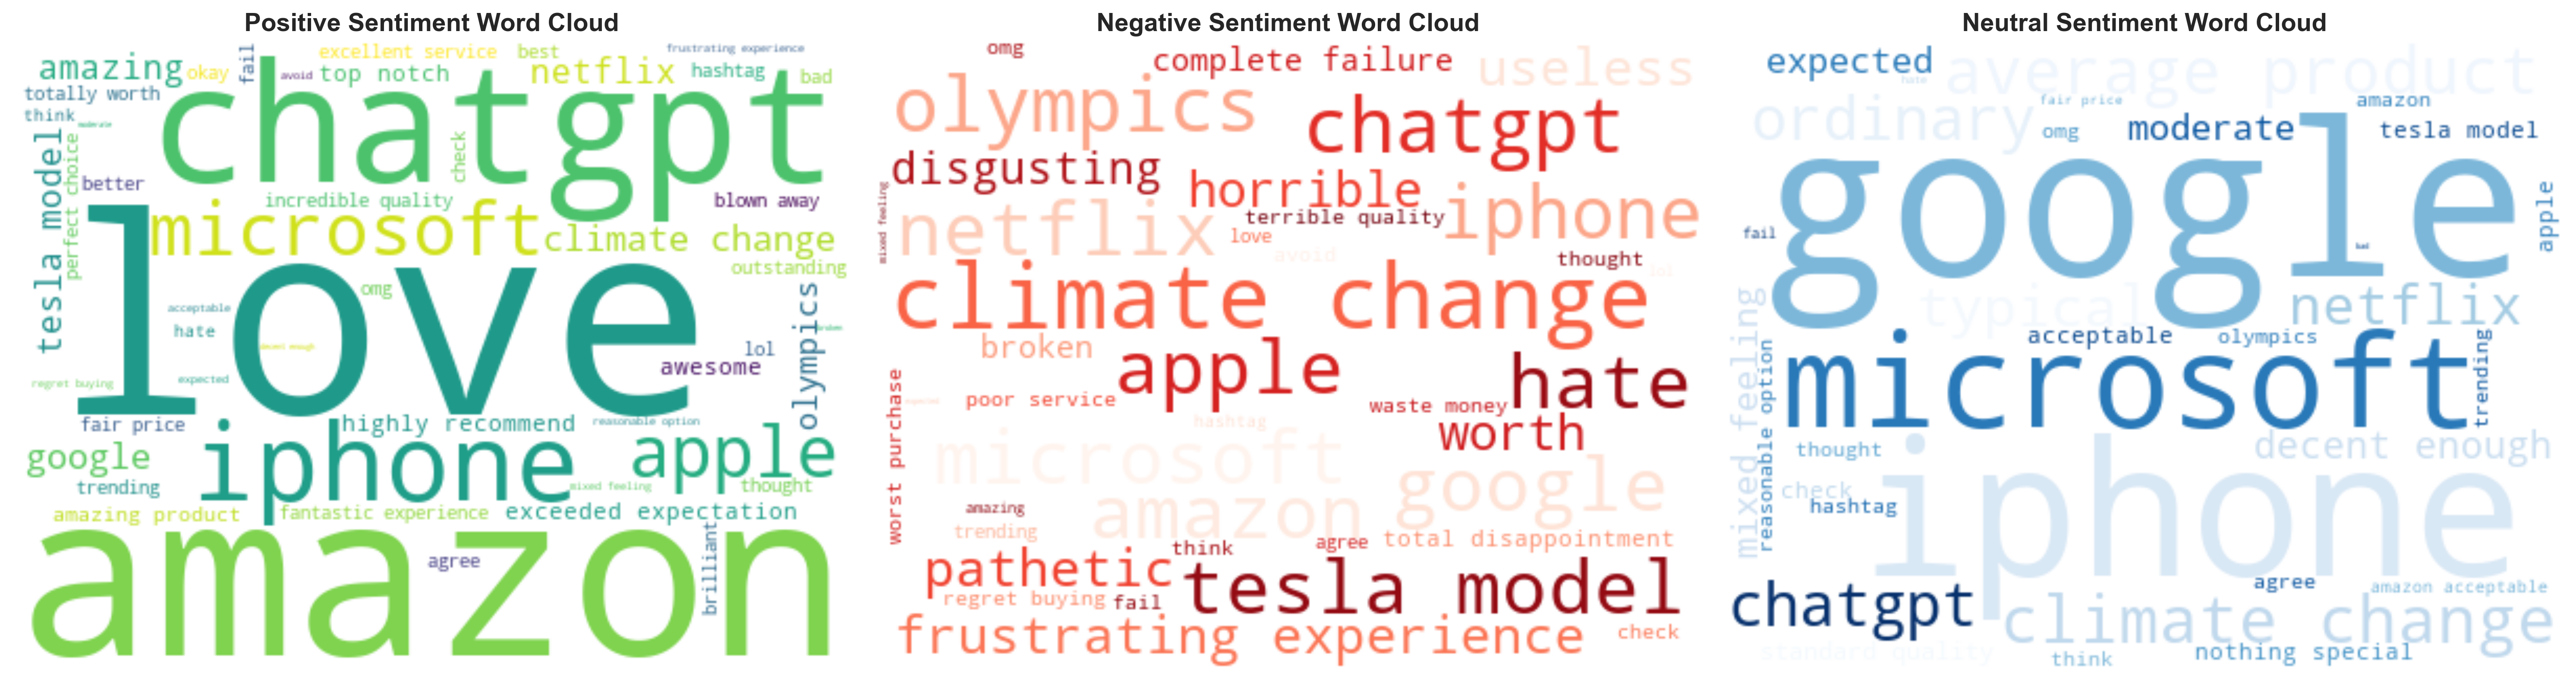 Positive Sentiment Word Cloud
amazing
okay
fail
excellent service
best
frustrating experience
avoid
top notch
netflix
hashtag
bad
totally worth
think
moderate
chatgpt
check
tesla model
perfect choice
better
incredible quality
blown away
microsoft
climate change
outstanding
love
omg
acceptable
hate
decent enough
olympics
broken
lol
awesome
regret buying
expected
fair price
highly recommend
reasonable option
google
iphone
apple
trending
mixed feeling
thought
amazing product
fantastic experience
exceeded expectation
amazon
agree
brilliant
Negative Sentiment Word Cloud
omg
complete failure
useless
olympics
chatgpt
disgusting
horrible
mixed feeling
netflix
terrible quality
iphone
love
avoid
thought
lol
climate change
broken
apple
hate
worst purchase
expected
poor service
waste money
hashtag
worth
microsoft
google
amazing
amazon
trending
think
agree
total disappointment
pathetic
tesla model
regret buying
fail
frustrating experience
check
Neutral Sentiment Word Cloud
expected
hate
average product
ordinary
fair price
omg
moderate
amazon
tesla model
google
apple
fail
bad
typical
netflix
mixed feeling
reasonable option
acceptable
olympics
microsoft
trending
thought
decent enough
check
hashtag
iphone
chatgpt
agree
amazon acceptable
climate change
standard quality
think
nothing special